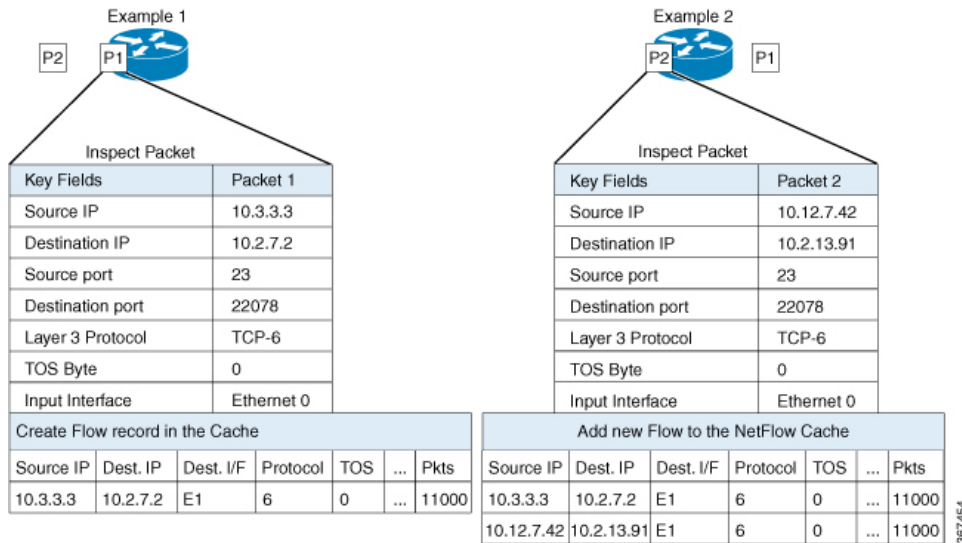 Example 1
P2 P1
Inspect Packet
Key Fields Packet 1
Source IP 10.3.3.3
Destination IP 10.2.7.2
Source port 23
Destination port 22078
Layer 3 Protocol TCP-6
TOS Byte 0
Input Interface Ethernet 0
Create Flow record in the Cache
Source IP Dest. IP Dest. I/F Protocol TOS ... Pkts
10.3.3.3 10.2.7.2 E1 6 0 ... 11000
Example 2
P2 P1
Inspect Packet
Key Fields Packet 2
Source IP 10.12.7.42
Destination IP 10.2.13.91
Source port 23
Destination port 22078
Layer 3 Protocol TCP-6
TOS Byte 0
Input Interface Ethernet 0
Add new Flow to the NetFlow Cache
Source IP Dest. IP Dest. I/F Protocol TOS ... Pkts
10.3.3.3 10.2.7.2 E1 6 0 ... 11000
10.12.7.42 10.2.13.91 E1 6 0 ... 11000
367454